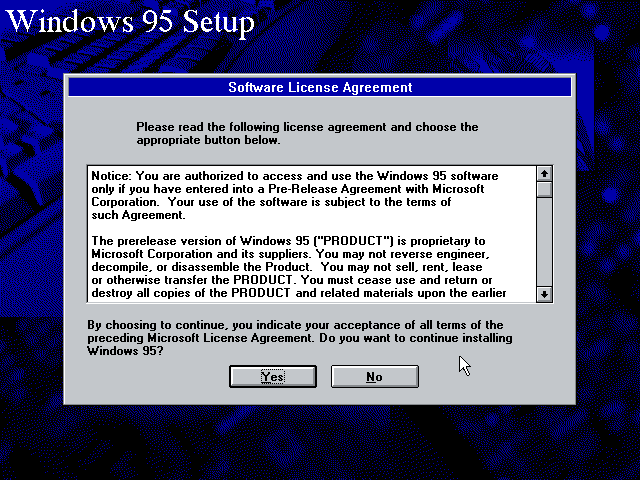 Windows 95 Setup
Software License Agreement
Please read the following license agreement and choose the
appropriate button below.
Notice: You are authorized to access and use the Windows 95 software
only if you have entered into a Pre-Release Agreement with Microsoft
Corporation.  Your use of the software is subject to the terms of
such Agreement.
The prerelease version of Windows 95 ("PRODUCT") is proprietary to
Microsoft Corporation and its suppliers. You may not reverse engineer,
decompile, or disassemble the Product.  You may not sell, rent, lease
or otherwise transfer the PRODUCT. You must cease use and return or
destroy all copies of the PRODUCT and related materials upon the earlier
By choosing to continue, you indicate your acceptance of all terms of the
preceding Microsoft License Agreement. Do you want to continue installing
Windows 95?
Yes No